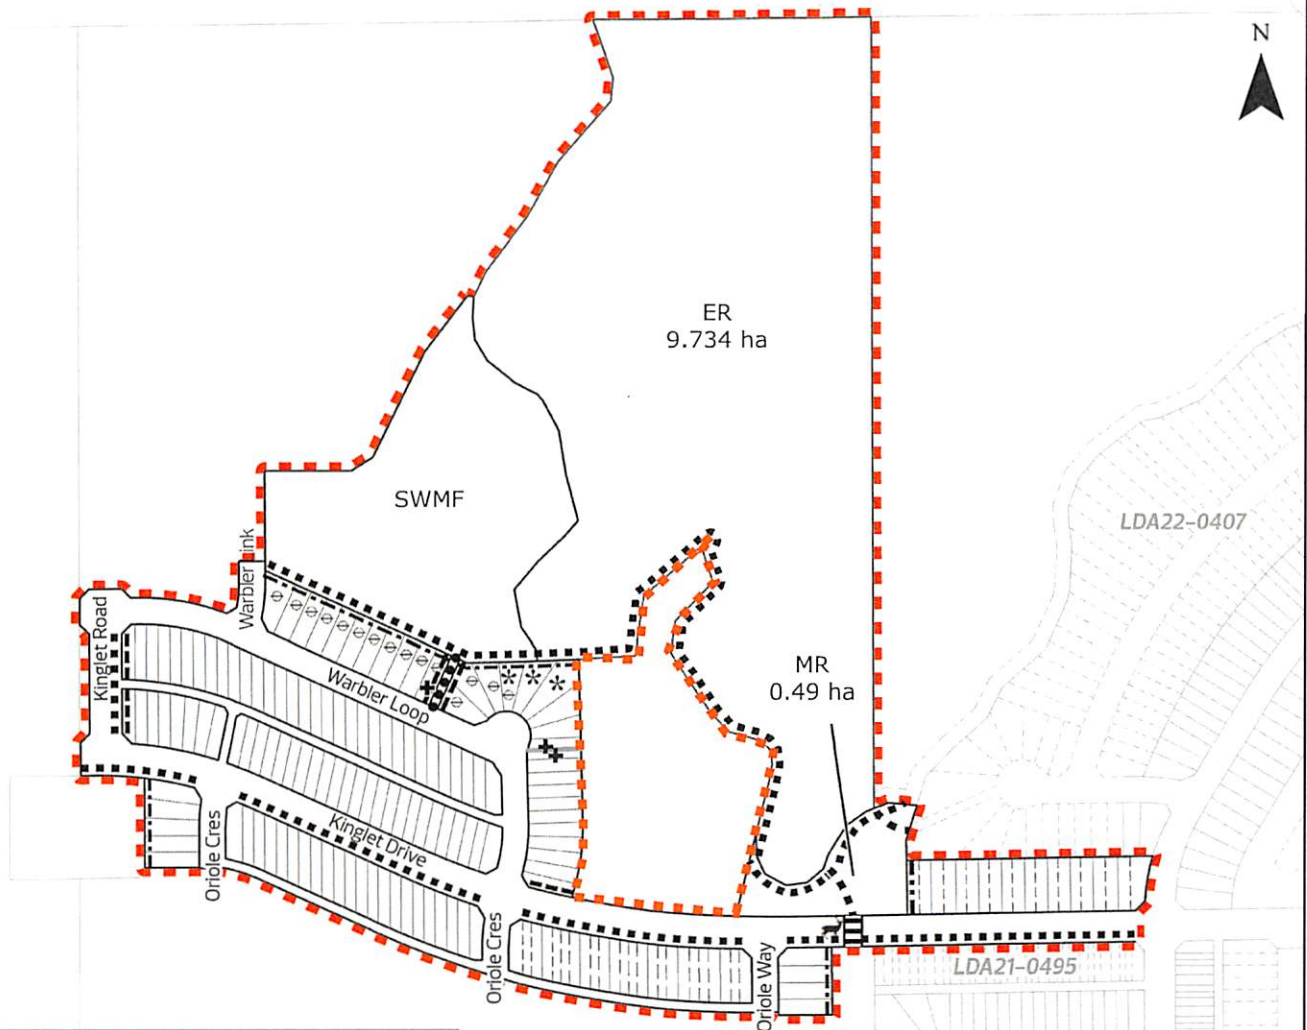 N
ER
9.734 ha
SWMF
LDA22-0407
Warbler
ink
Kinglet Road
MR
0.49 ha
Warbler Loop
Kinglet Drive
Oriole Cres
Oriole Cres
Oriole Way
LDA21-0495